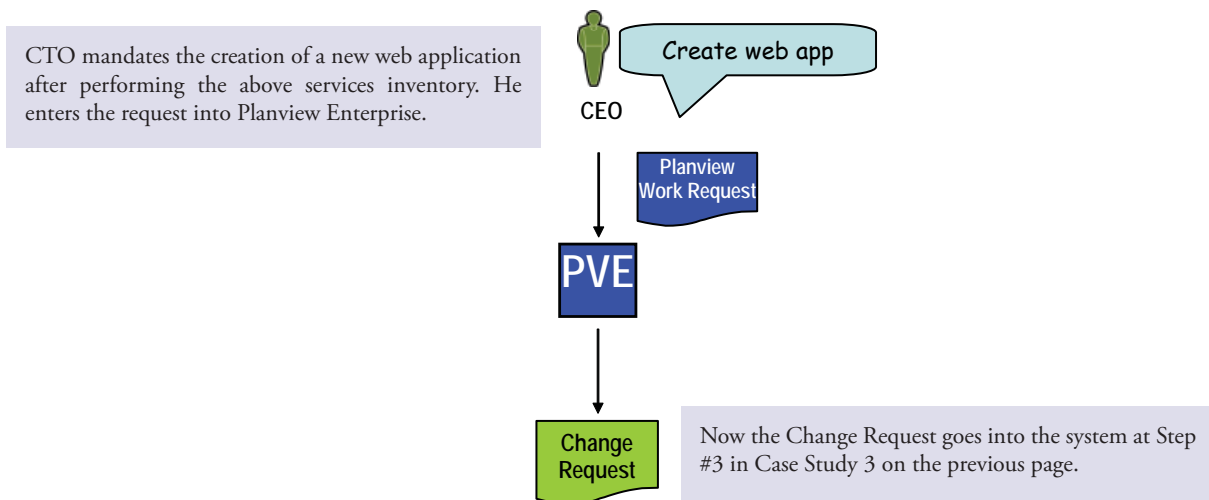 CTO mandates the creation of a new web application
after performing the above services inventory. He
enters the request into Planview Enterprise.
Create web app
CEO
Planview
Work Request
PVE
Change
Request
Now the Change Request goes into the system at Step
#3 in Case Study 3 on the previous page.